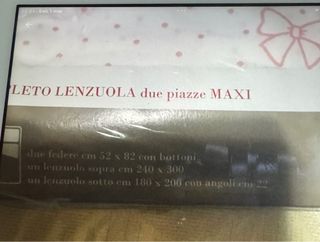 PLETO LENZUOLA due piazze MAXI
due federe cm 52 x 82 con bottoni
un lenzuolo sopra cm 240 x 300
un lenzuolo sotto cm 180 x 200 con angoli cm 22